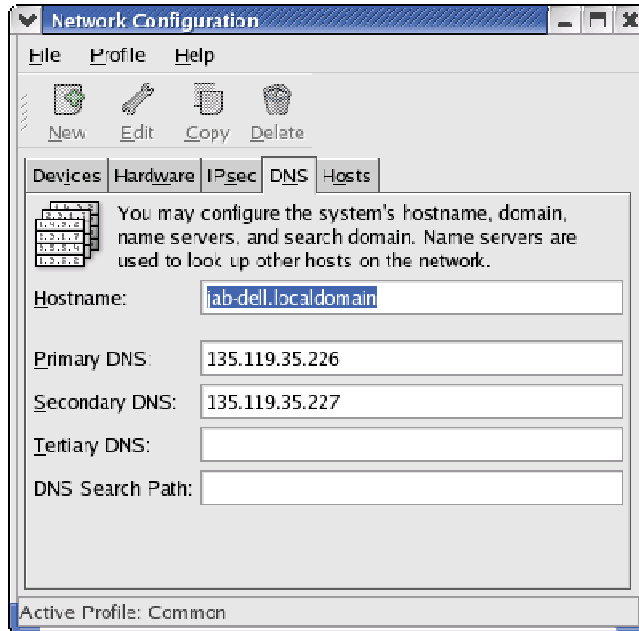 Network Configuration
File Profile Help
New Edit Copy Delete
Devices Hardware IPsec DNS Hosts
You may configure the system's hostname, domain,
name servers, and search domain. Name servers are
used to look up other hosts on the network.
Hostname: jab-dell.localdomain
Primary DNS: 135.119.35.226
Secondary DNS: 135.119.35.227
Tertiary DNS:
DNS Search Path:
Active Profile: Common